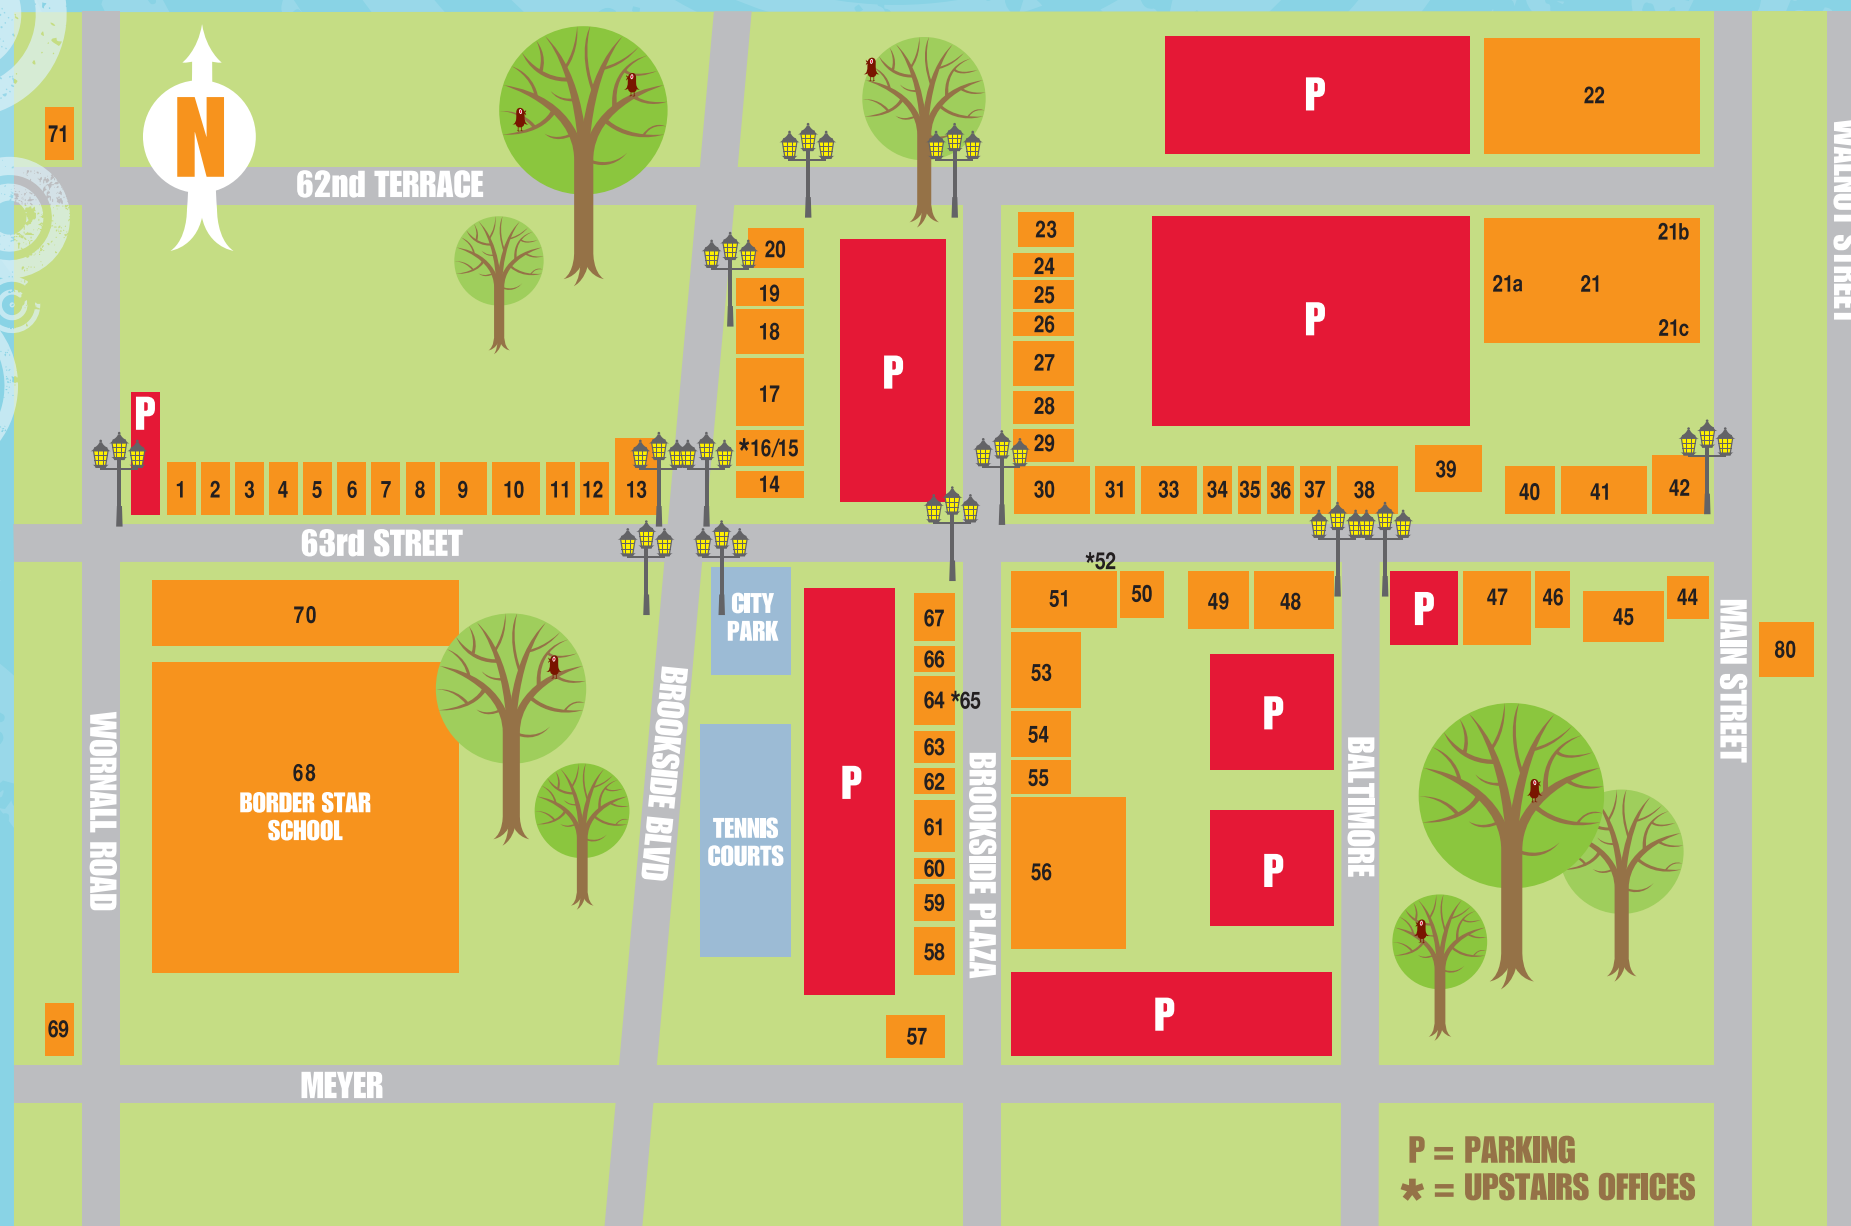 P
22
71
N
62nd TERRACE
WALNUT STREET
20
23
21b
24
19
25
21a
21
P
26
21c
18
27
P
17
28
P
*16/15
29
39
14
1
2
3
4
5
6
7
8
9
10
11
12
13
30
31
33
34
35
36
37
38
40
41
42
63rd STREET
*52
CITY
PARK
70
67
51
50
49
48
P
47
46
45
44
66
80
53
64
*65
P
54
63
55
62
P
68
BORDER STAR
SCHOOL
TENNIS
COURTS
61
60
59
58
56
P
WORNALL ROAD
BROOKSIDE BLVD
BROOKSIDE PLAZA
BALTIMORE
MAIN STREET
69
57
P
MEYER
P = PARKING
* = UPSTAIRS OFFICES